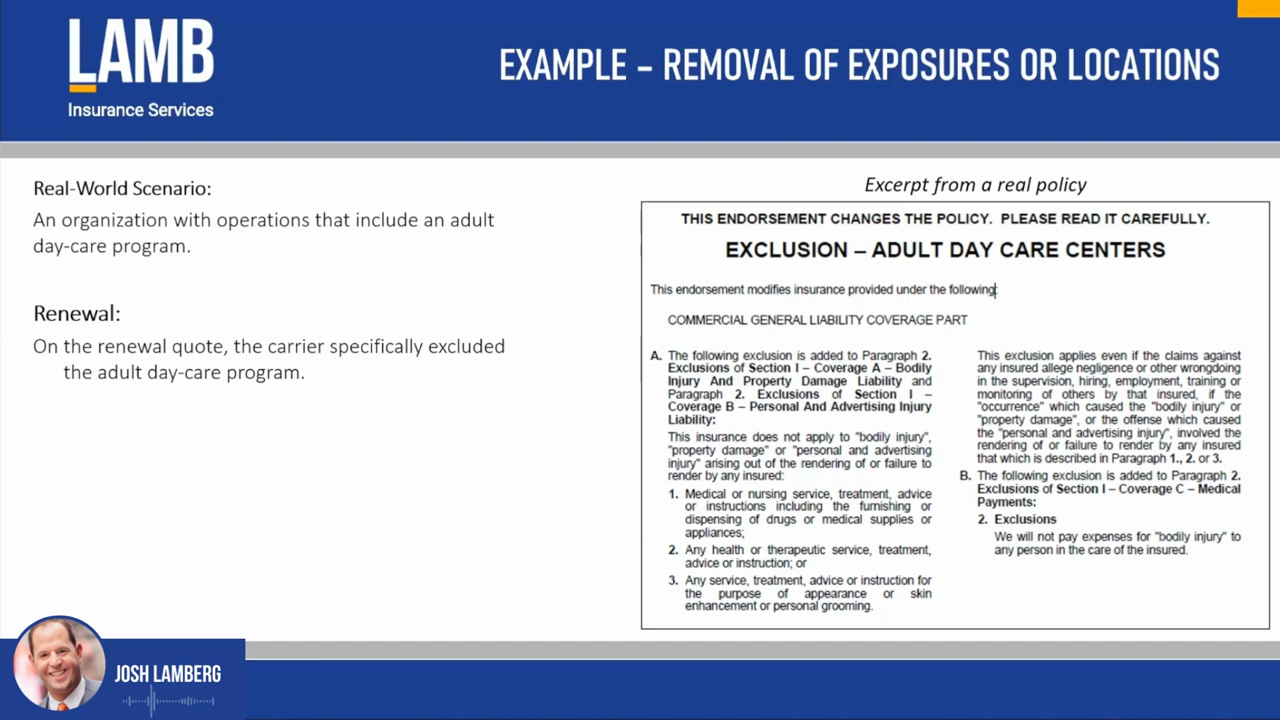 LAMB
Insurance Services
EXAMPLE – REMOVAL OF EXPOSURES OR LOCATIONS
Real-World Scenario:
An organization with operations that include an adult
day-care program.
Renewal:
On the renewal quote, the carrier specifically excluded
the adult day-care program.
Excerpt from a real policy
THIS ENDORSEMENT CHANGES THE POLICY. PLEASE READ IT CAREFULLY.
EXCLUSION – ADULT DAY CARE CENTERS
This endorsement modifies insurance provided under the following:
COMMERCIAL GENERAL LIABILITY COVERAGE PART
A. The following exclusion is added to Paragraph 2.
Exclusions of Section I – Coverage A – Bodily
Injury And Property Damage Liability and
Paragraph 2. Exclusions of Section I –
Coverage B – Personal And Advertising Injury
Liability:
This insurance does not apply to "bodily injury",
"property damage" or "personal and advertising
injury" arising out of the rendering of or failure to
render by any insured:
1. Medical or nursing service, treatment, advice
or instructions including the furnishing or
dispensing of drugs or medical supplies or
appliances;
2. Any health or therapeutic service, treatment,
advice or instruction; or
3. Any service, treatment, advice or instruction for
the purpose of appearance or skin
enhancement or personal grooming.
This exclusion applies even if the claims against
any insured allege negligence or other wrongdoing
in the supervision, hiring, employment, training or
monitoring of others by that insured, if the
"occurrence" which caused the "bodily injury" or
"property damage", or the offense which caused
the "personal and advertising injury", involved the
rendering of or failure to render by any insured
that which is described in Paragraph 1., 2. or 3.
B. The following exclusion is added to Paragraph 2.
Exclusions of Section I – Coverage C – Medical
Payments:
2. Exclusions
We will not pay expenses for "bodily injury" to
any person in the care of the insured.
JOSH LAMBERG